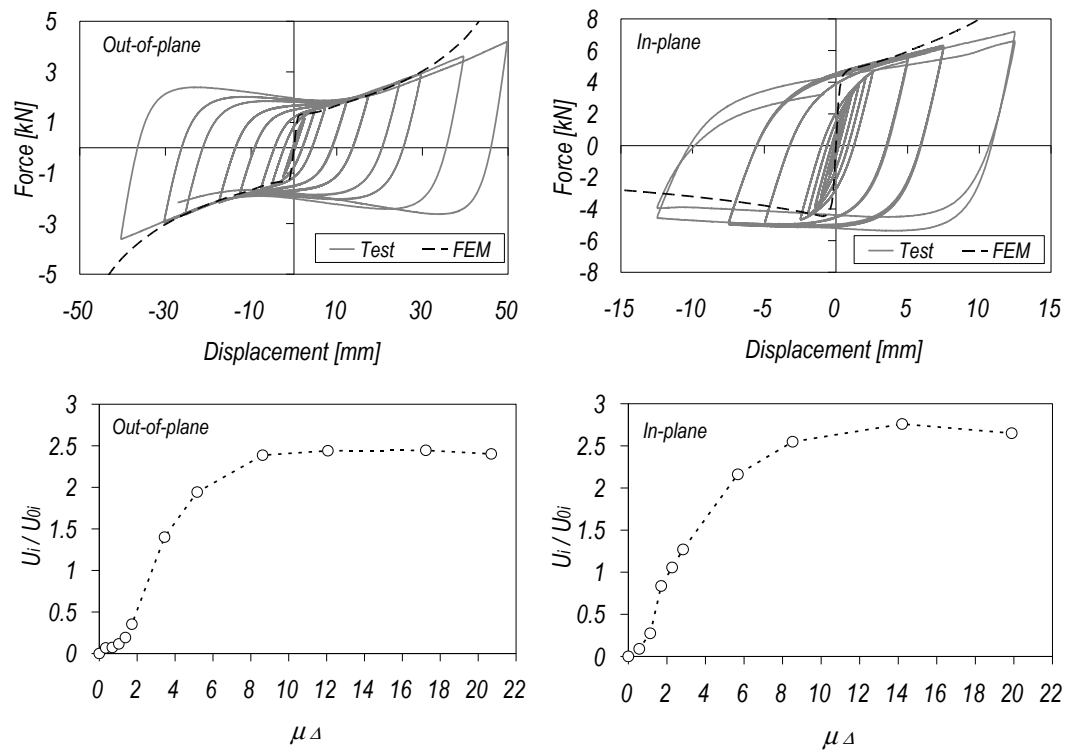 Out-of-plane
Force [kN]
5
3
1
-1
-3
-5
Test
FEM
-50
-30
-20
-10
0
10
20
30
40
50
Displacement [mm]
In-plane
Force [kN]
8
6
4
2
0
-2
-4
-6
-8
Test
FEM
-15
-10
-5
0
5
10
15
Displacement [mm]
Out-of-plane
Ui / U0i
3
2.5
2
1.5
1
0.5
0
0 2 4 6 8 10 12 14 16 18 20 22
μ Δ
In-plane
Ui / U0i
3
2.5
2
1.5
1
0.5
0
0 2 4 6 8 10 12 14 16 18 20 22
μ Δ